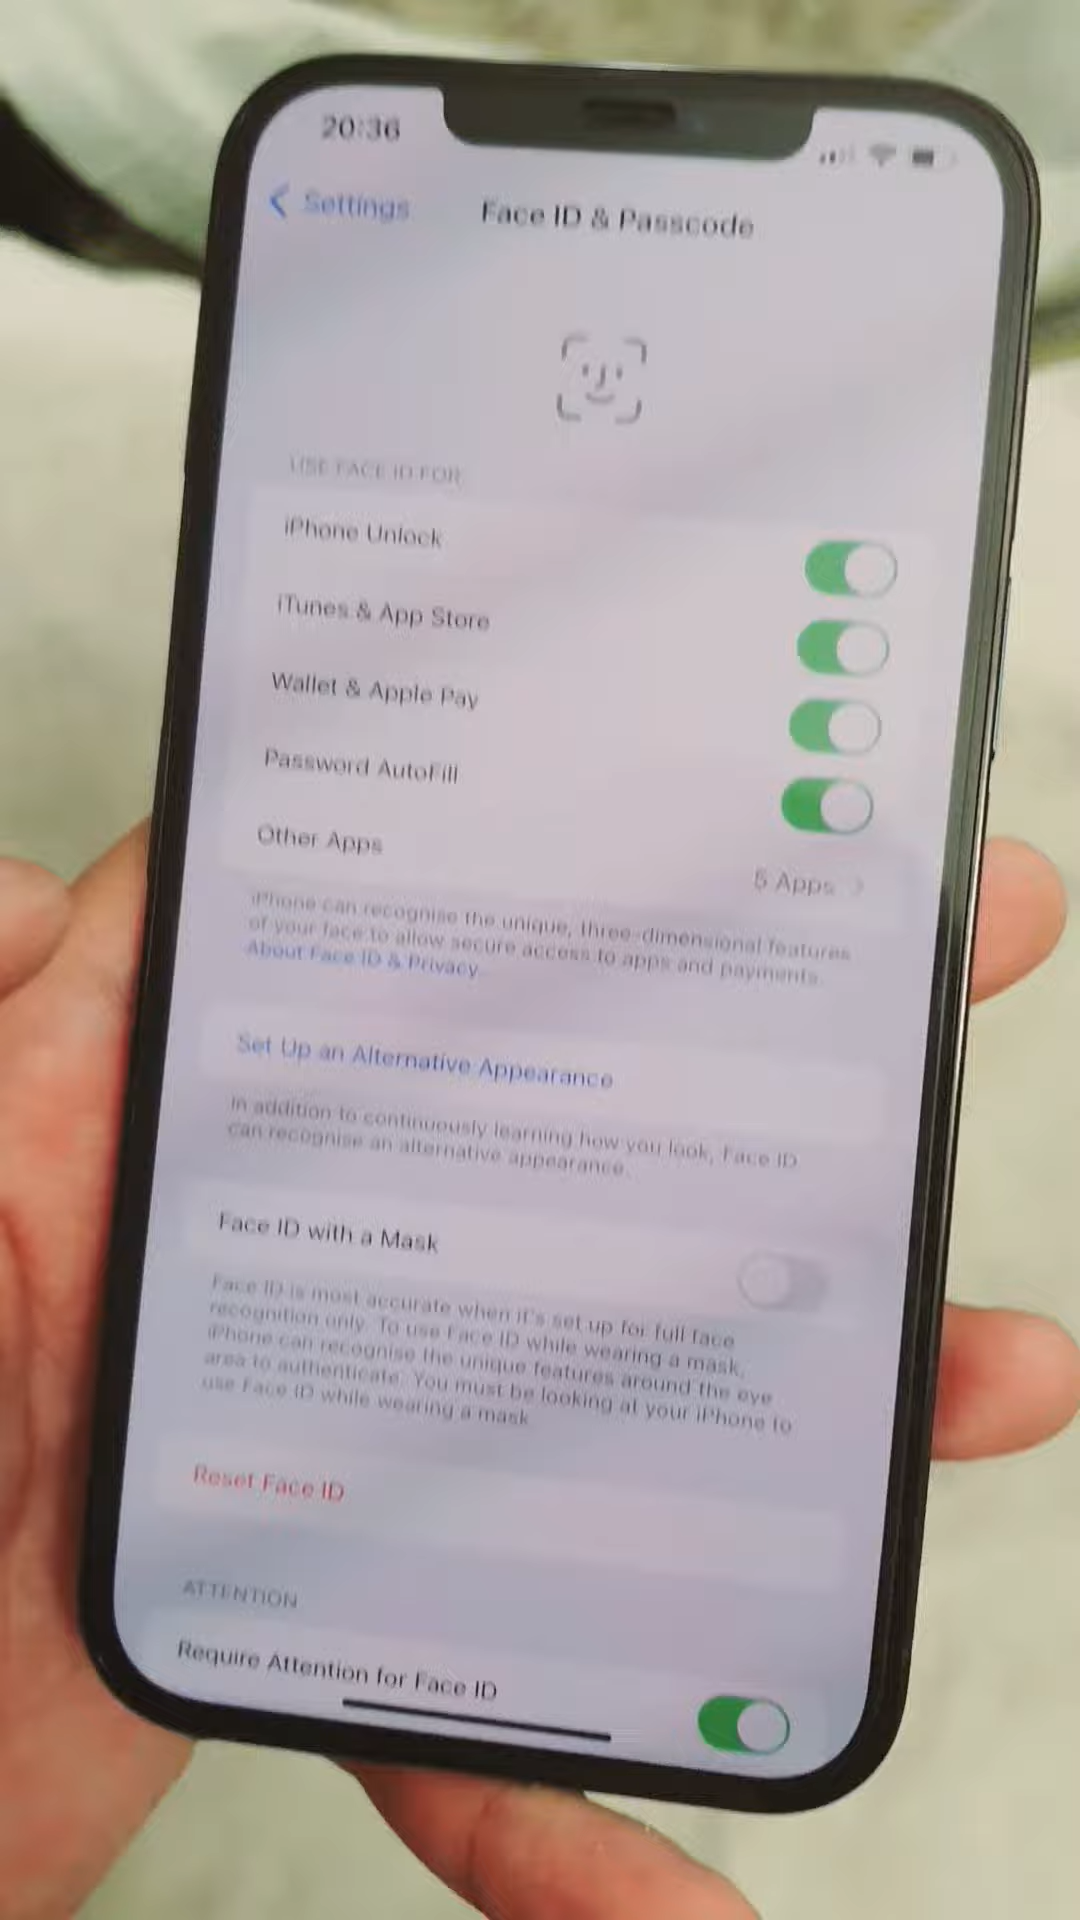 20:36
Settings
Face ID & Passcode
USE FACE ID FOR
iPhone Unlock
iTunes & App Store
Wallet & Apple Pay
Password AutoFill
Other Apps
5 Apps
iPhone can recognise the unique, three-dimensional features
of your face to allow secure access to apps and payments.
About Face ID & Privacy
Set Up an Alternative Appearance
In addition to continuously learning how you look, Face ID
can recognise an alternative appearance.
Face ID with a Mask
Face ID is most accurate when it's set up for full face
recognition only. To use Face ID while wearing a mask,
iPhone can recognise the unique features around the eye
area to authenticate. You must be looking at your iPhone to
use Face ID while wearing a mask.
Reset Face ID
ATTENTION
Require Attention for Face ID